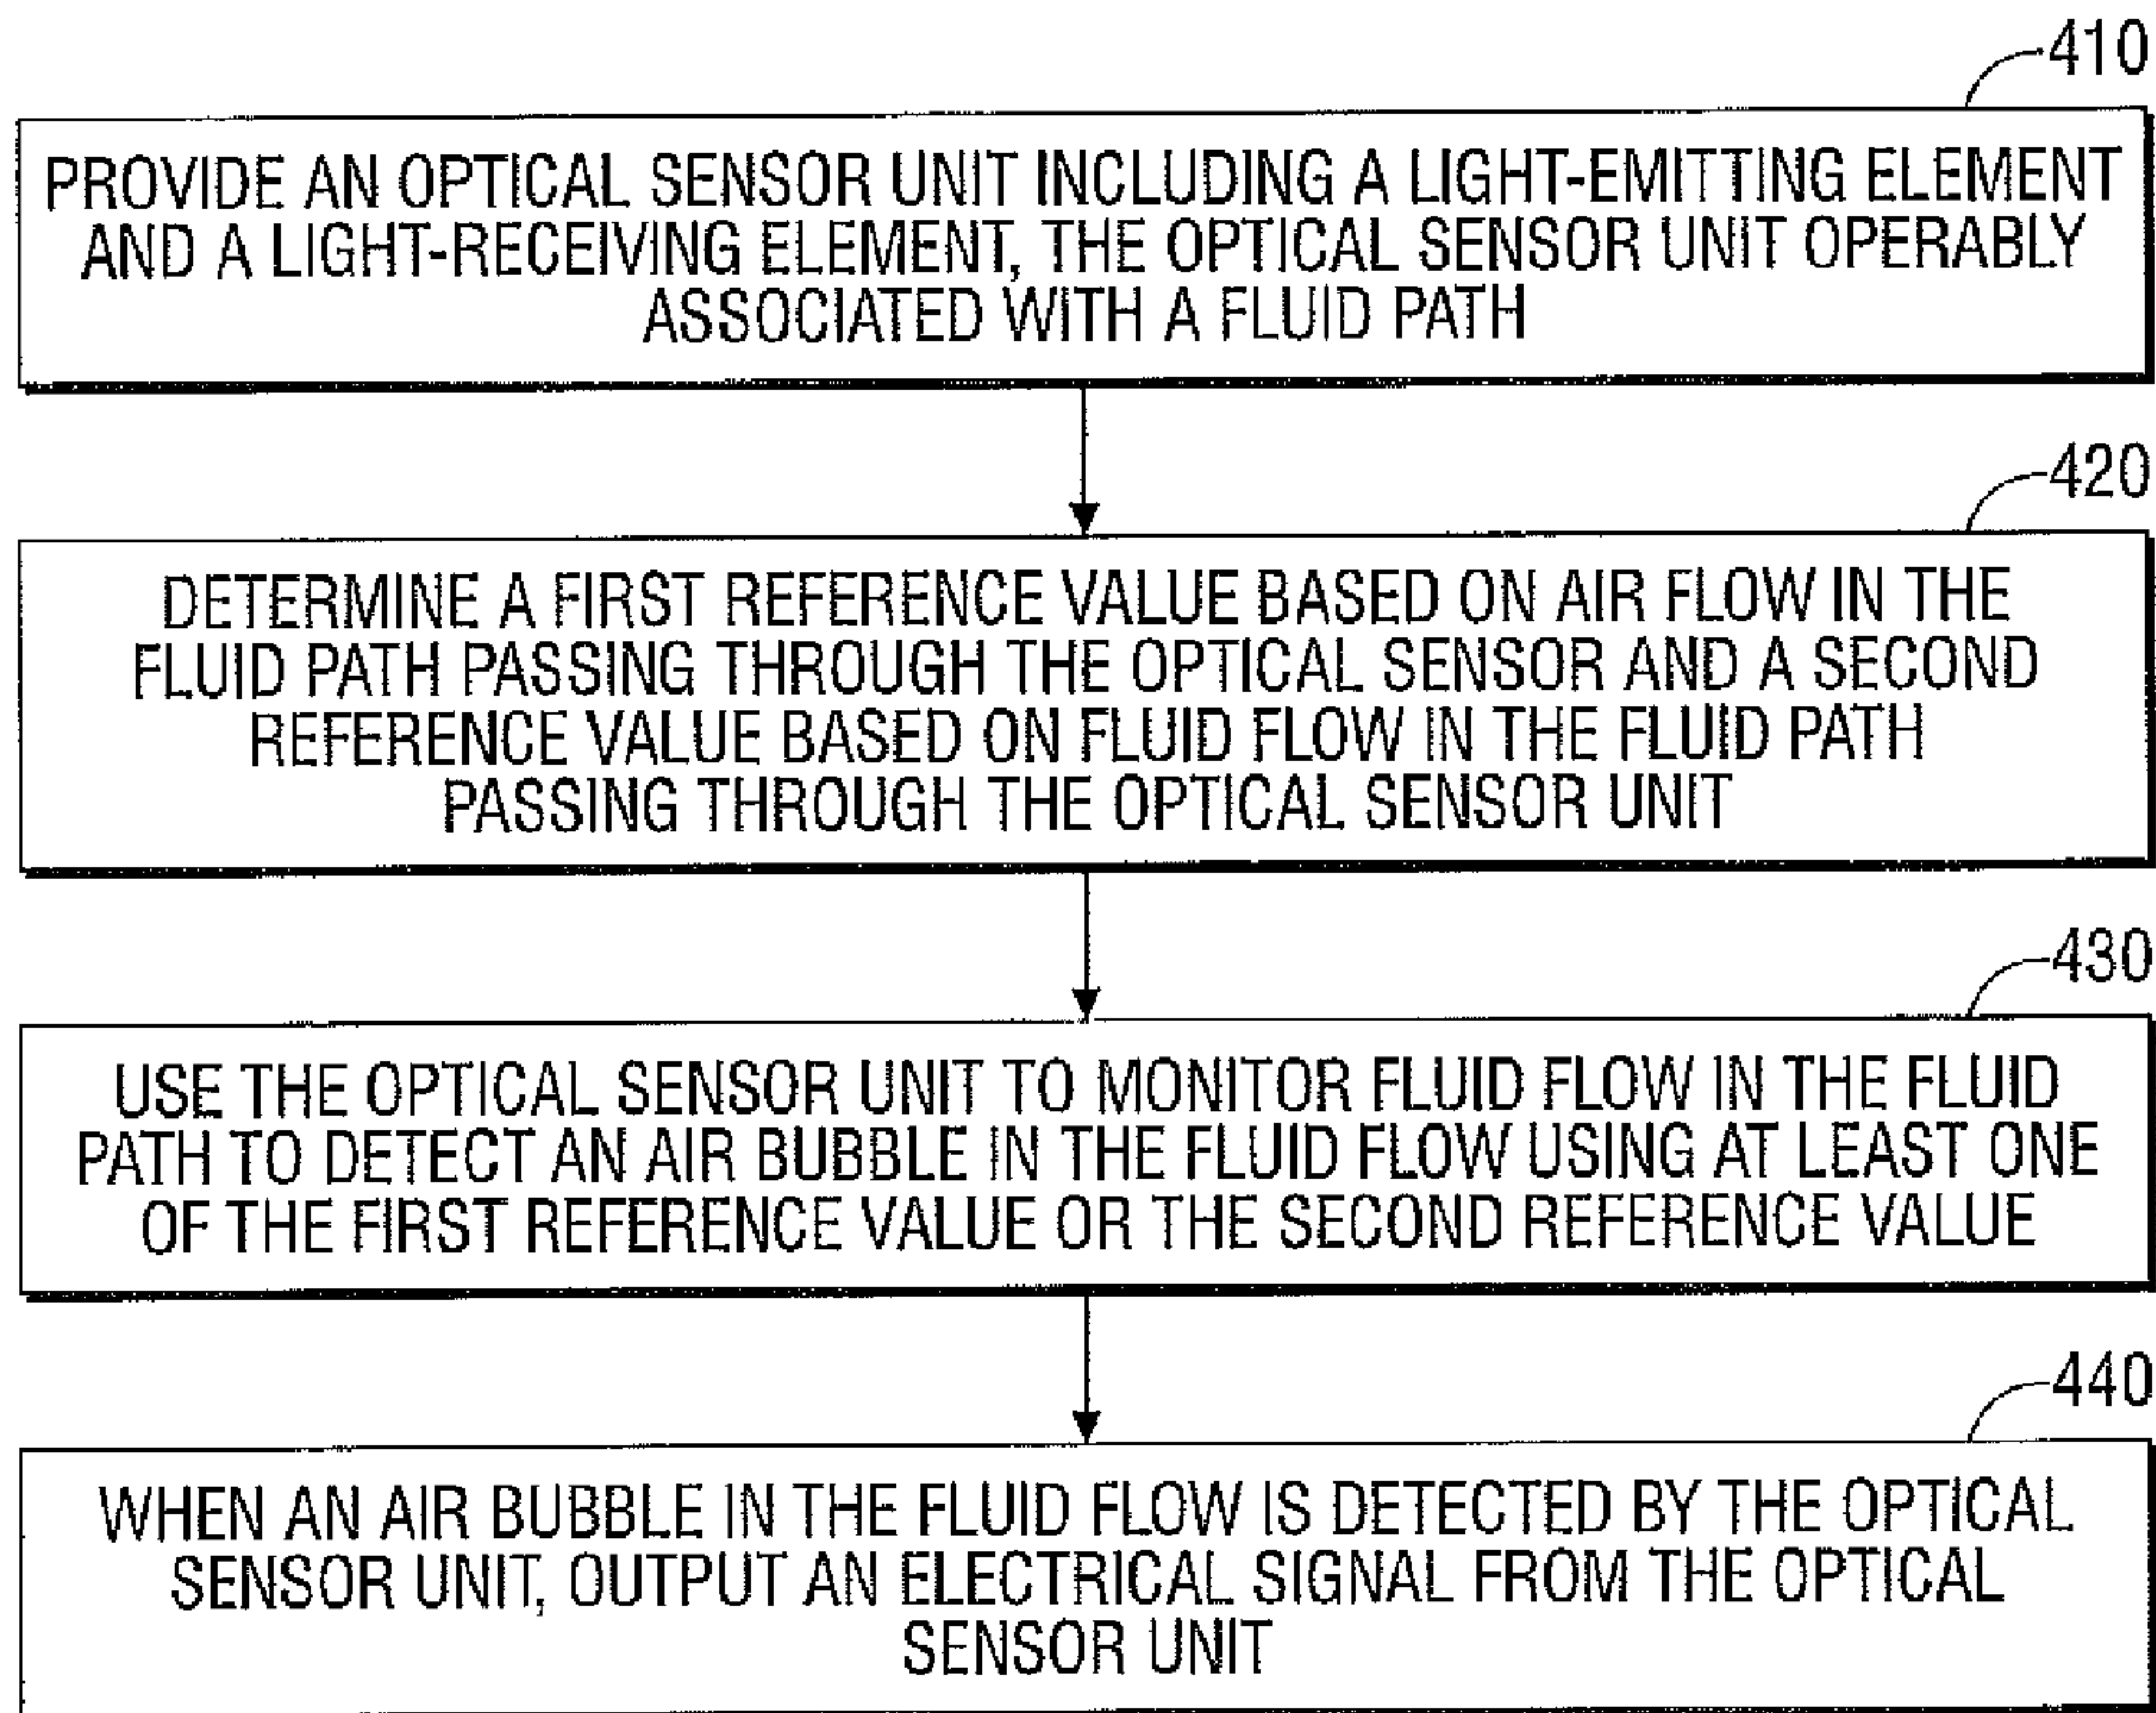 410
PROVIDE AN OPTICAL SENSOR UNIT INCLUDING A LIGHT-EMITTING ELEMENT
AND A LIGHT-RECEIVING ELEMENT, THE OPTICAL SENSOR UNIT OPERABLY
ASSOCIATED WITH A FLUID PATH
420
DETERMINE A FIRST REFERENCE VALUE BASED ON AIR FLOW IN THE
FLUID PATH PASSING THROUGH THE OPTICAL SENSOR AND A SECOND
REFERENCE VALUE BASED ON FLUID FLOW IN THE FLUID PATH
PASSING THROUGH THE OPTICAL SENSOR UNIT
430
USE THE OPTICAL SENSOR UNIT TO MONITOR FLUID FLOW IN THE FLUID
PATH TO DETECT AN AIR BUBBLE IN THE FLUID FLOW USING AT LEAST ONE
OF THE FIRST REFERENCE VALUE OR THE SECOND REFERENCE VALUE
440
WHEN AN AIR BUBBLE IN THE FLUID FLOW IS DETECTED BY THE OPTICAL
SENSOR UNIT, OUTPUT AN ELECTRICAL SIGNAL FROM THE OPTICAL
SENSOR UNIT